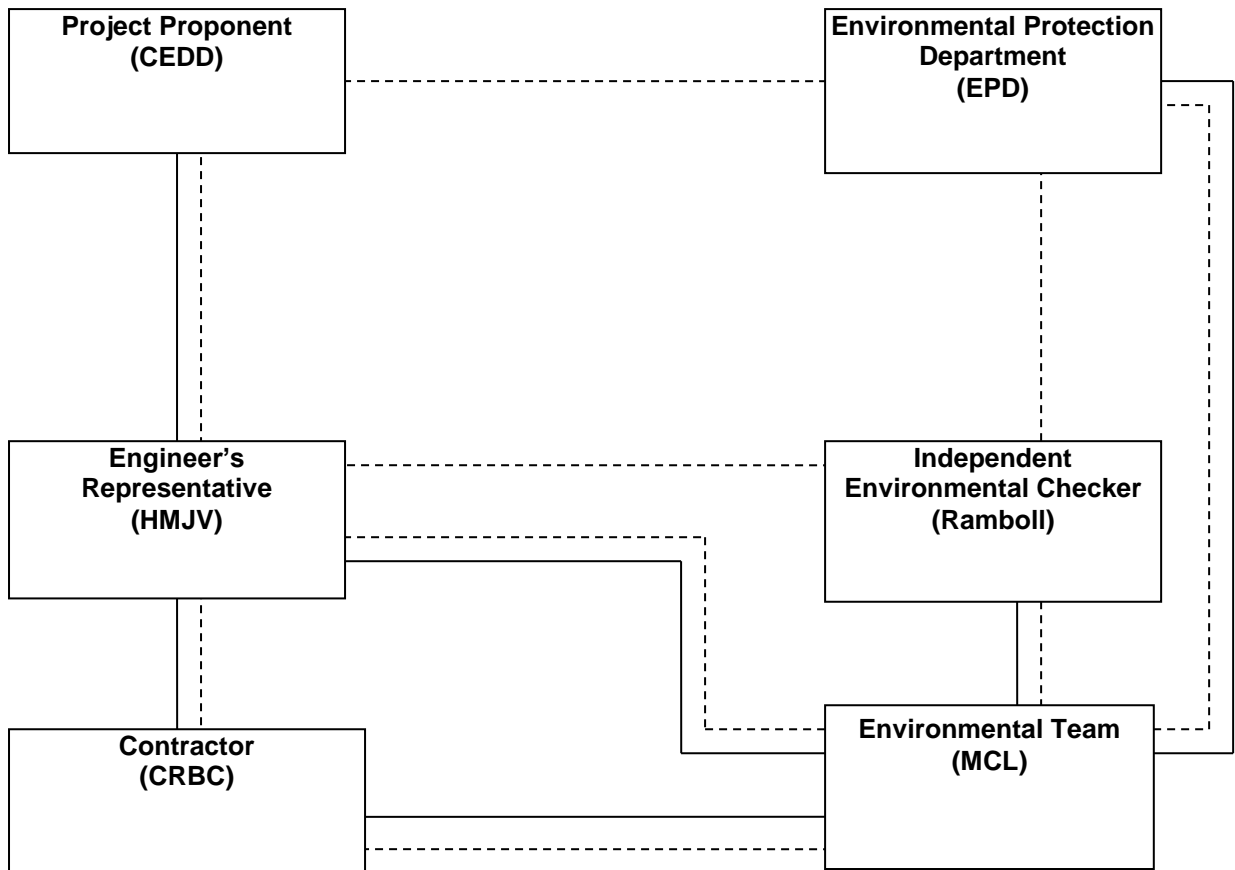 Project Proponent
(CEDD)
Environmental Protection
Department
(EPD)
Engineer’s
Representative
(HMJV)
Independent
Environmental Checker
(Ramboll)
Contractor
(CRBC)
Environmental Team
(MCL)